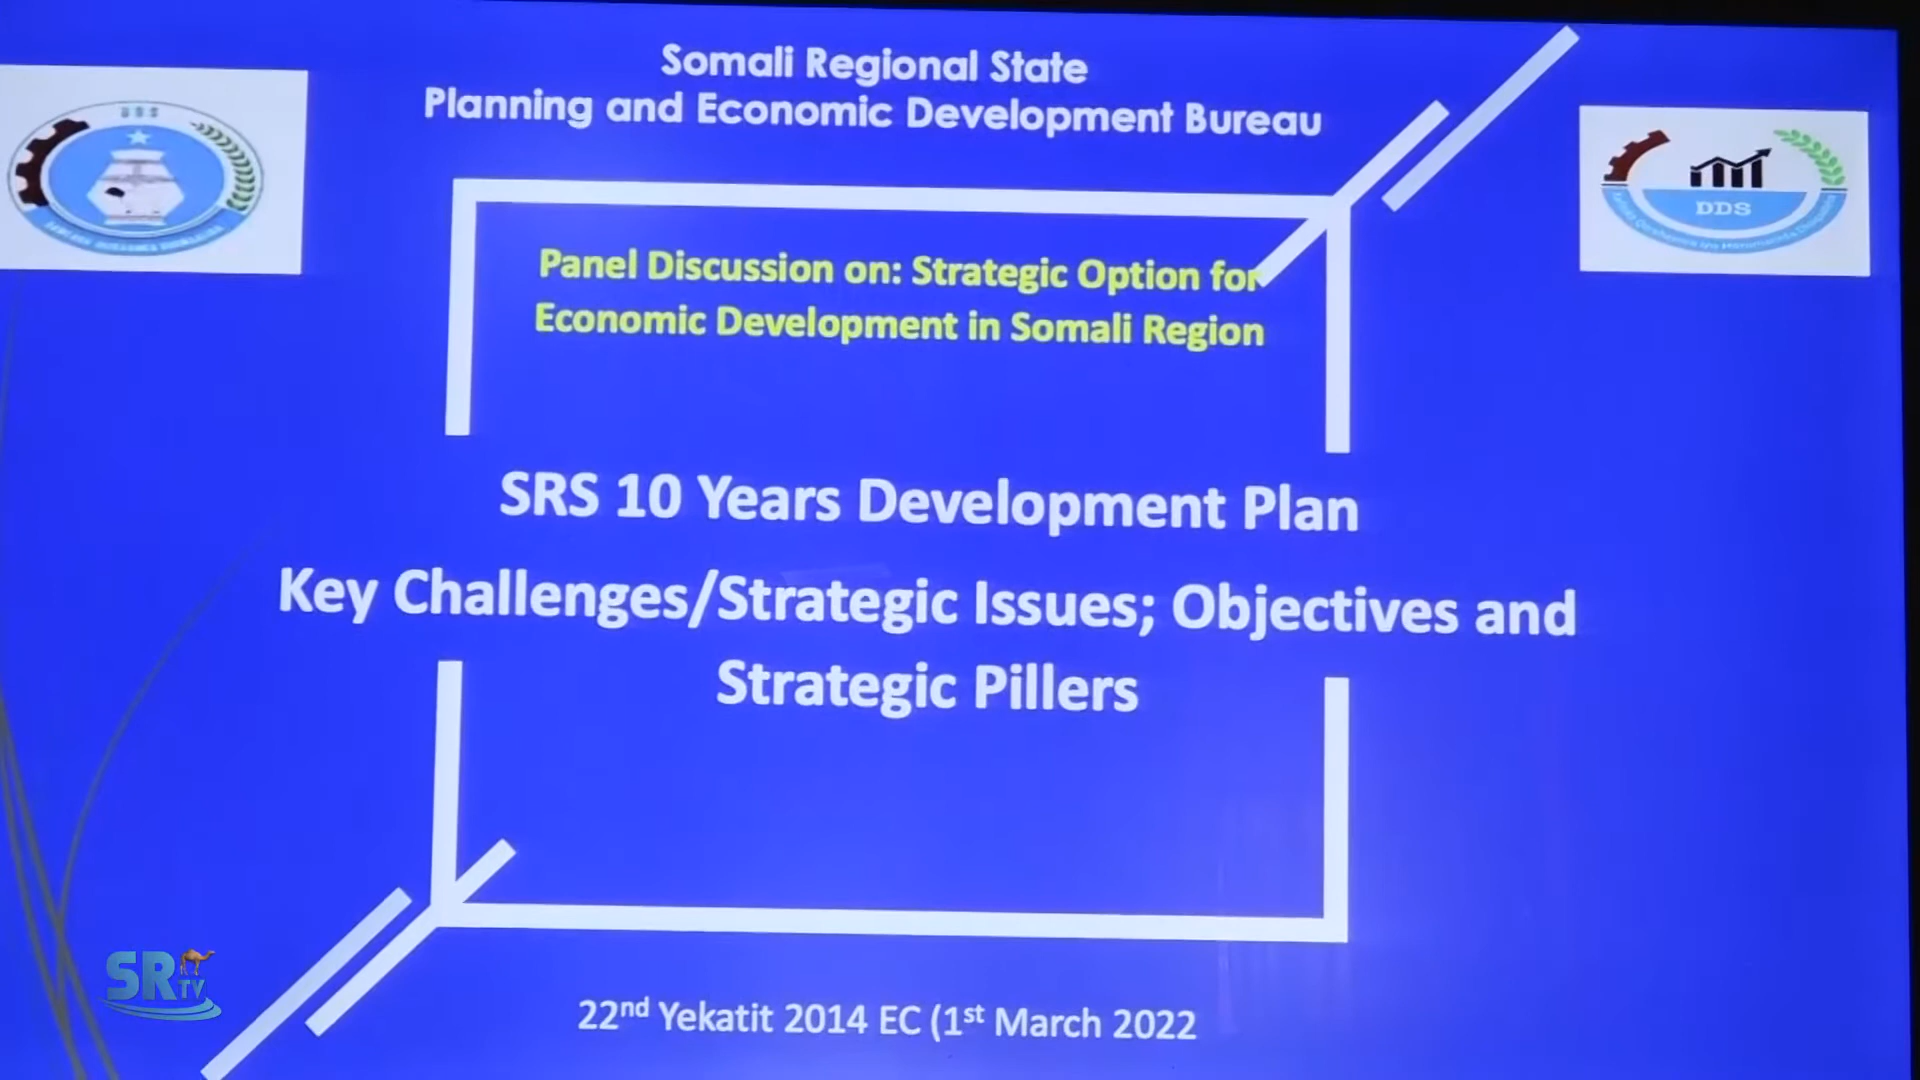 Somali Regional State
Planning and Economic Development Bureau
DDS
DDS
Panel Discussion on: Strategic Option for
Economic Development in Somali Region
SRS 10 Years Development Plan
Key Challenges/Strategic Issues; Objectives and
Strategic Pillers
SR TV
22nd Yekatit 2014 EC (1st March 2022